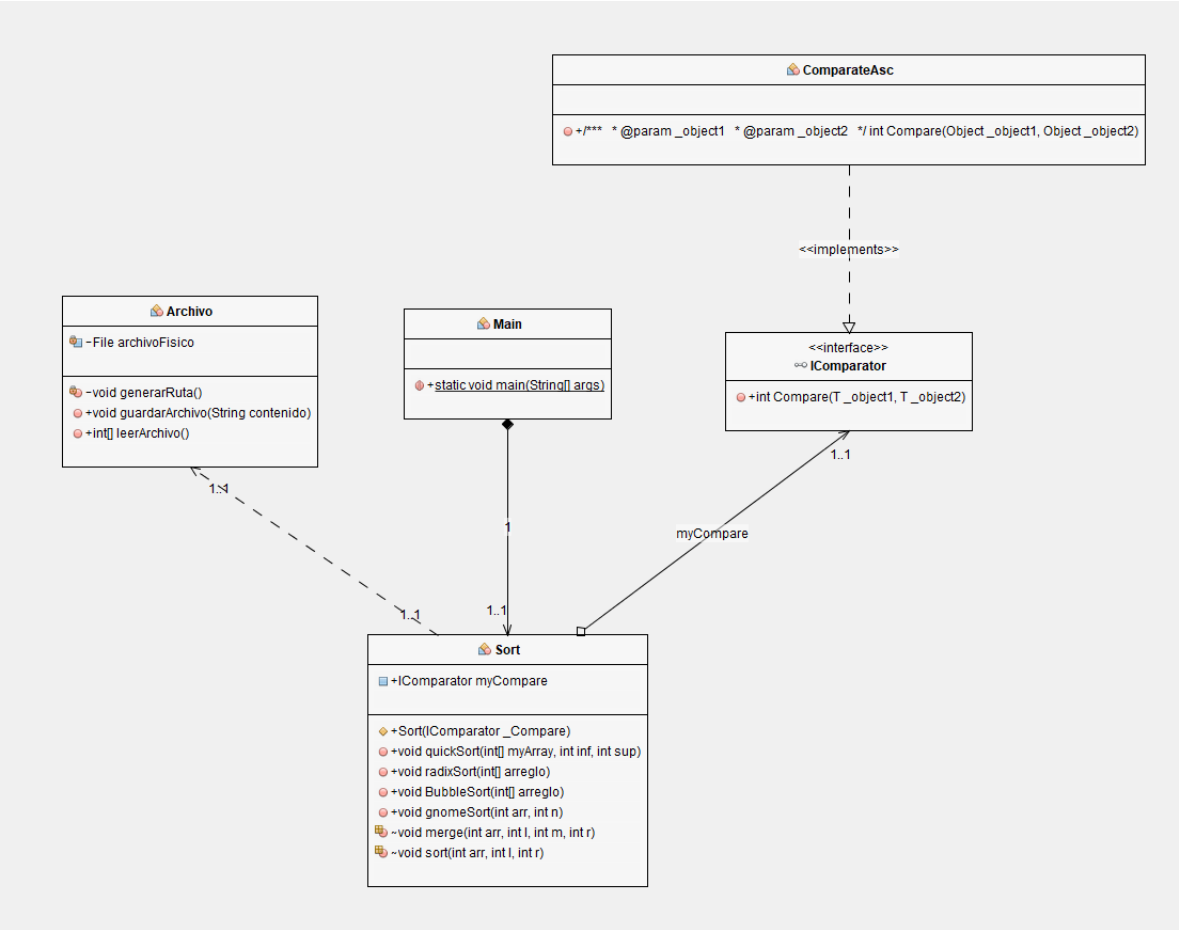 ComparateAsc
+/*** * @param _object1 * @param _object2 */ int Compare(Object _object1, Object _object2)
<<implements>>
Archivo
−File archivoFisico
−void generarRuta()
+void guardarArchivo(String contenido)
+int[] leerArchivo()
Main
+static void main(String[] args)
<<interface>>
IComparator
+int Compare(T _object1, T _object2)
1..1
1..1
myCompare
1
1..1
1..1
Sort
+IComparator myCompare
+Sort(IComparator _Compare)
+void quickSort(int[] myArray, int inf, int sup)
+void radixSort(int[] arreglo)
+void BubbleSort(int[] arreglo)
+void gnomeSort(int arr, int n)
~void merge(int arr, int l, int m, int r)
~void sort(int arr, int l, int r)